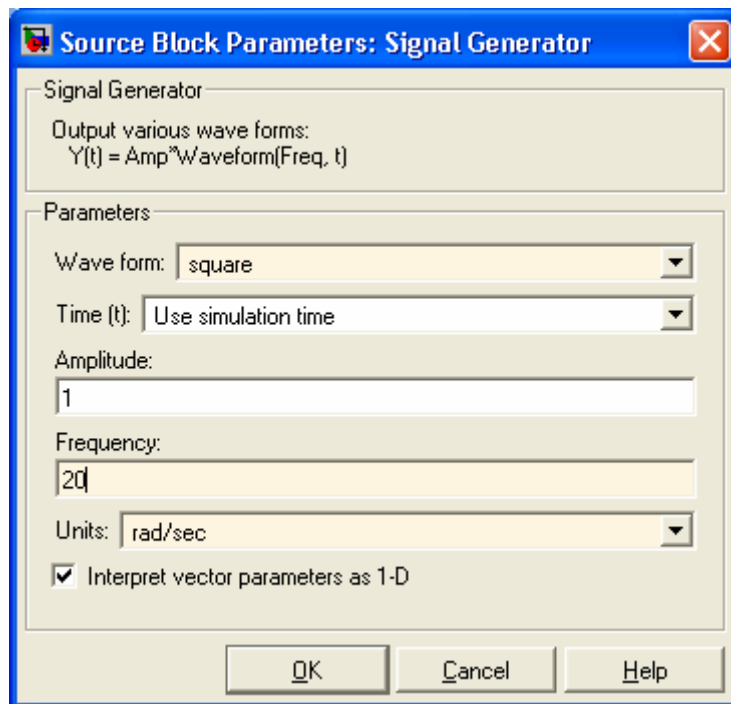 Source Block Parameters: Signal Generator
Signal Generator
Output various wave forms:
Y(t) = Amp*Waveform(Freq, t)
Parameters
Wave form: square
Time (t): Use simulation time
Amplitude:
1
Frequency:
20
Units: rad/sec
Interpret vector parameters as 1-D
OK Cancel Help